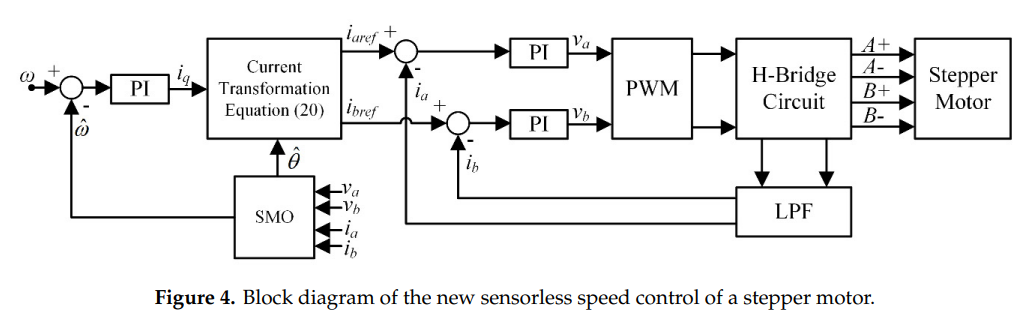 ω + - ω̂
PI
i_q
Current
Transformation
Equation (20)
i_aref + - i_a
i_bref + - i_b
PI
v_a
PI
v_b
PWM
H-Bridge
Circuit
A+
A-
B+
B-
Stepper
Motor
θ̂
SMO
v_a
v_b
i_a
i_b
LPF
Figure 4. Block diagram of the new sensorless speed control of a stepper motor.